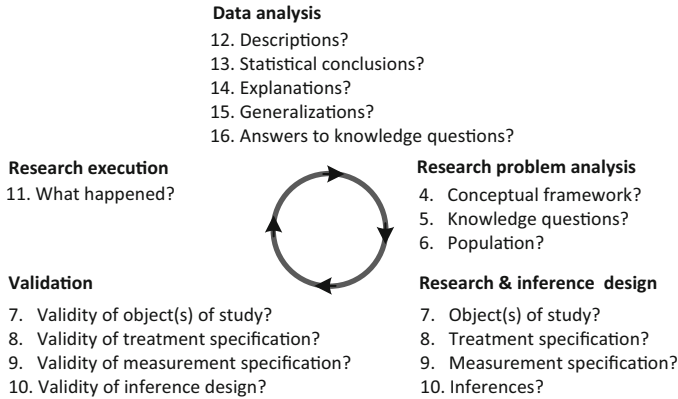 Data analysis
12. Descriptions?
13. Statistical conclusions?
14. Explanations?
15. Generalizations?
16. Answers to knowledge questions?
Research execution
11. What happened?
Research problem analysis
4. Conceptual framework?
5. Knowledge questions?
6. Population?
Validation
7. Validity of object(s) of study?
8. Validity of treatment specification?
9. Validity of measurement specification?
10. Validity of inference design?
Research & inference design
7. Object(s) of study?
8. Treatment specification?
9. Measurement specification?
10. Inferences?